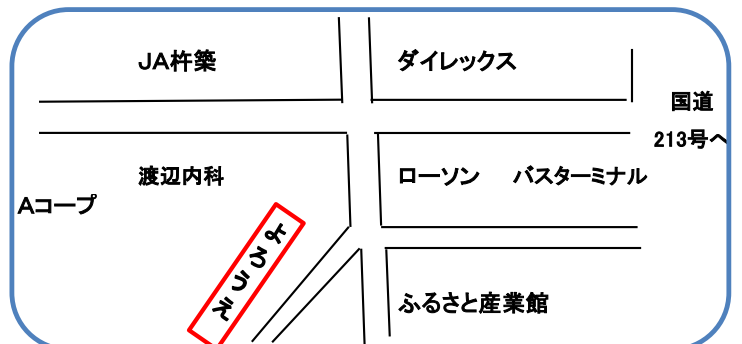 JA杵築
ダイレックス
国道
213号へ
渡辺内科
ローソン
バスターミナル
Aコープ
よろうえ
ふるさと産業館